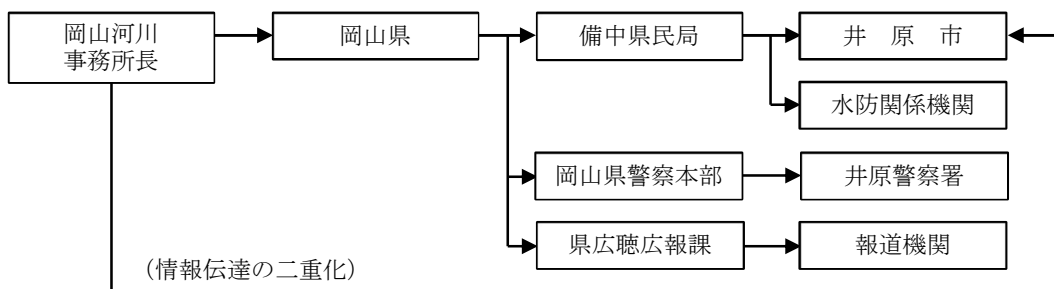 岡山河川
事務所長
岡山県
備中県民局
井 原 市
水防関係機関
岡山県警察本部
井原警察署
県広聴広報課
報道機関
(情報伝達の二重化)